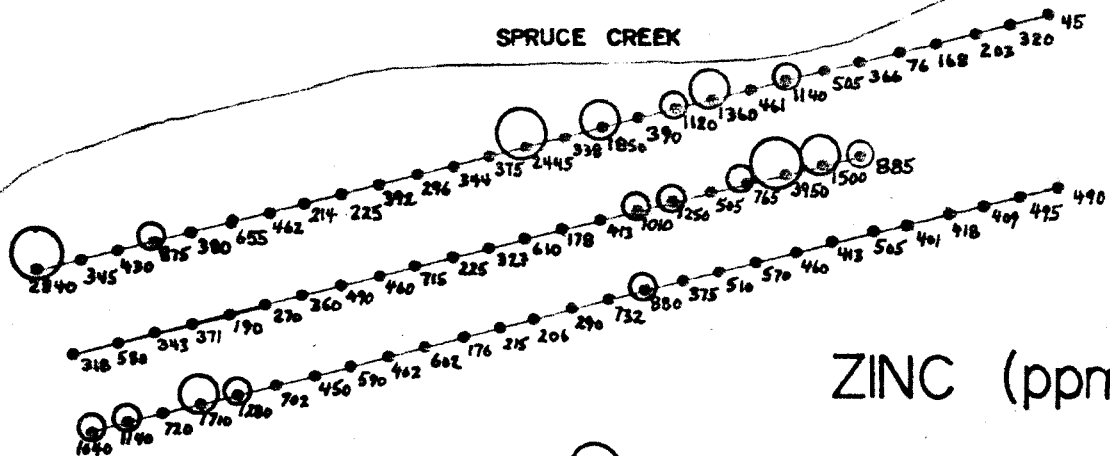 SPRUCE CREEK
2840 345 430 875 380 655 462 214 225 392 296 344 375 2445 338 1850 390 1120 1360 461 1140 505 366 76 168 203 320 45
318 580 343 371 190 270 360 490 460 715 225 323 610 178 413 1010 1250 505 765 3950 1500 885
1040 1140 720 1710 1280 702 450 590 402 602 176 215 206 290 732 880 375 510 570 460 413 505 401 418 409 495 490
ZINC (ppm